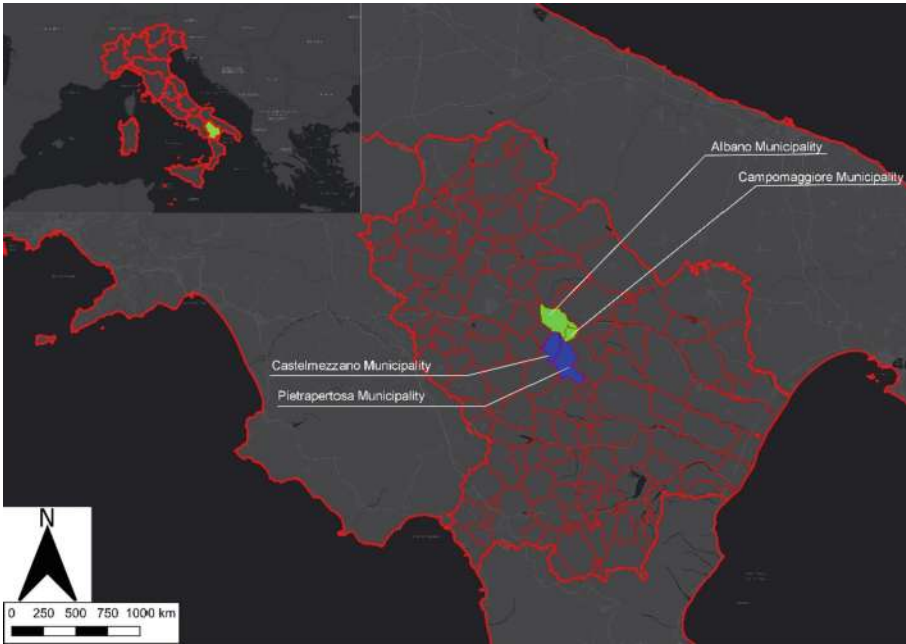 Albano Municipality
Campomaggiore Municipality
Castelmezzano Municipality
Pietrapertosa Municipality
N
0 250 500 750 1000 km